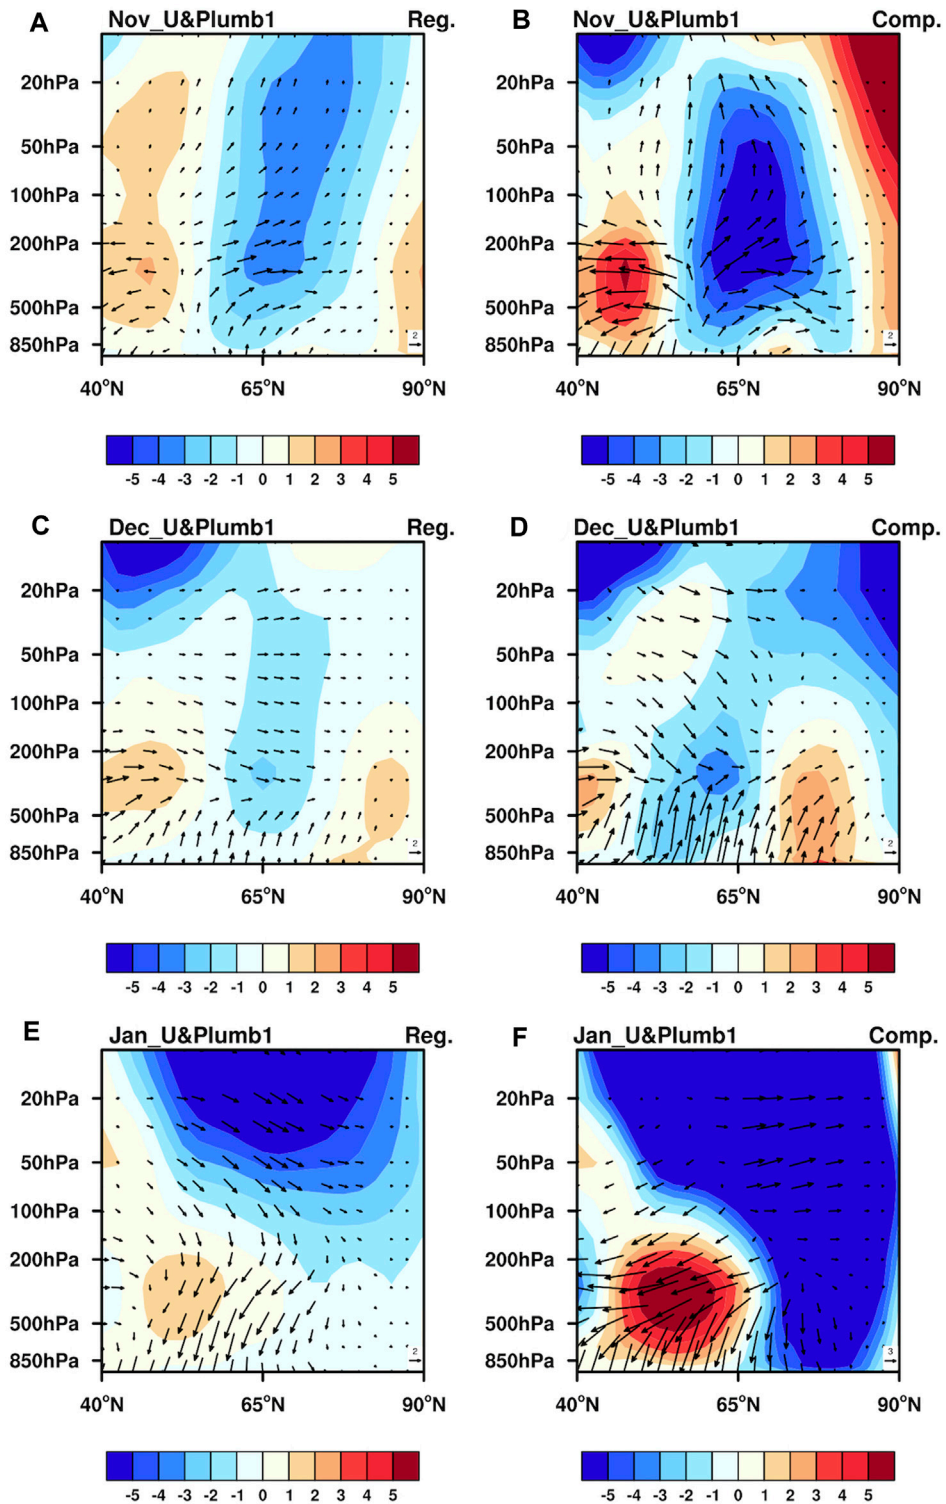 A Nov_U&Plumb1 Reg.
20hPa
50hPa
100hPa
200hPa
500hPa
850hPa
2
40°N 65°N 90°N
-5 -4 -3 -2 -1 0 1 2 3 4 5
B Nov_U&Plumb1 Comp.
20hPa
50hPa
100hPa
200hPa
500hPa
850hPa
2
40°N 65°N 90°N
-5 -4 -3 -2 -1 0 1 2 3 4 5
C Dec_U&Plumb1 Reg.
20hPa
50hPa
100hPa
200hPa
500hPa
850hPa
2
40°N 65°N 90°N
-5 -4 -3 -2 -1 0 1 2 3 4 5
D Dec_U&Plumb1 Comp.
20hPa
50hPa
100hPa
200hPa
500hPa
850hPa
2
40°N 65°N 90°N
-5 -4 -3 -2 -1 0 1 2 3 4 5
E Jan_U&Plumb1 Reg.
20hPa
50hPa
100hPa
200hPa
500hPa
850hPa
2
40°N 65°N 90°N
-5 -4 -3 -2 -1 0 1 2 3 4 5
F Jan_U&Plumb1 Comp.
20hPa
50hPa
100hPa
200hPa
500hPa
850hPa
3
40°N 65°N 90°N
-5 -4 -3 -2 -1 0 1 2 3 4 5